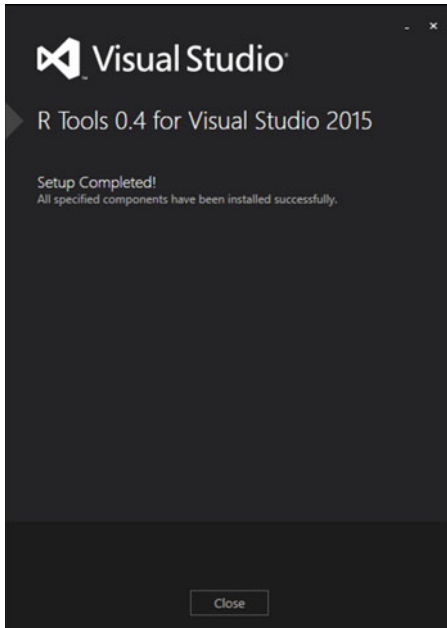 Visual Studio
R Tools 0.4 for Visual Studio 2015
Setup Completed!
All specified components have been installed successfully.
Close